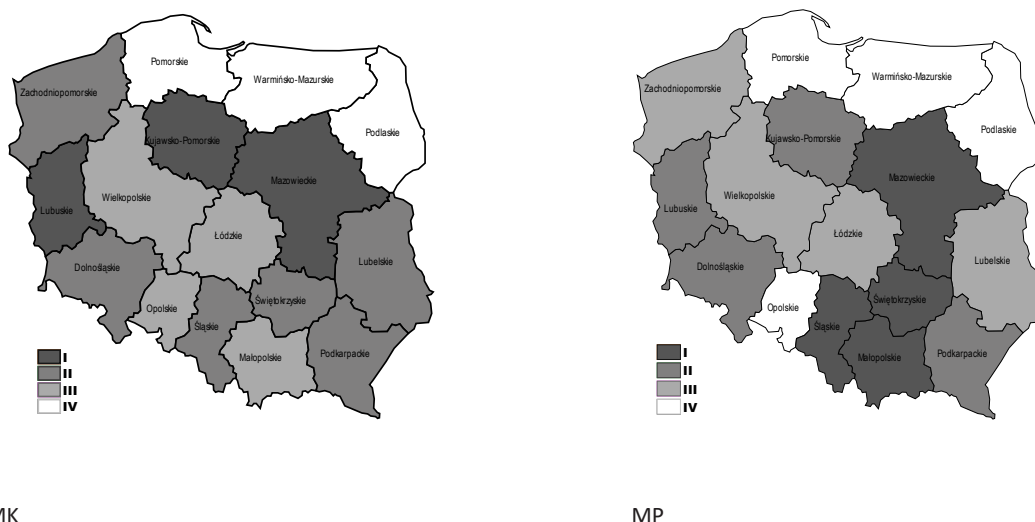 Pomorskie
Warmińsko-Mazurskie
Zachodniopomorskie
Podlaskie
Kujawsko-Pomorskie
Mazowieckie
Wielkopolskie
Lubuskie
Łódzkie
Lubelskie
Dolnośląskie
Opolskie
Świętokrzyskie
Śląskie
Małopolskie
Podkarpackie
I
II
III
IV
MK
Pomorskie
Warmińsko-Mazurskie
Zachodniopomorskie
Podlaskie
Kujawsko-Pomorskie
Mazowieckie
Wielkopolskie
Lubuskie
Łódzkie
Lubelskie
Dolnośląskie
Opolskie
Świętokrzyskie
Śląskie
Małopolskie
Podkarpackie
I
II
III
IV
MP